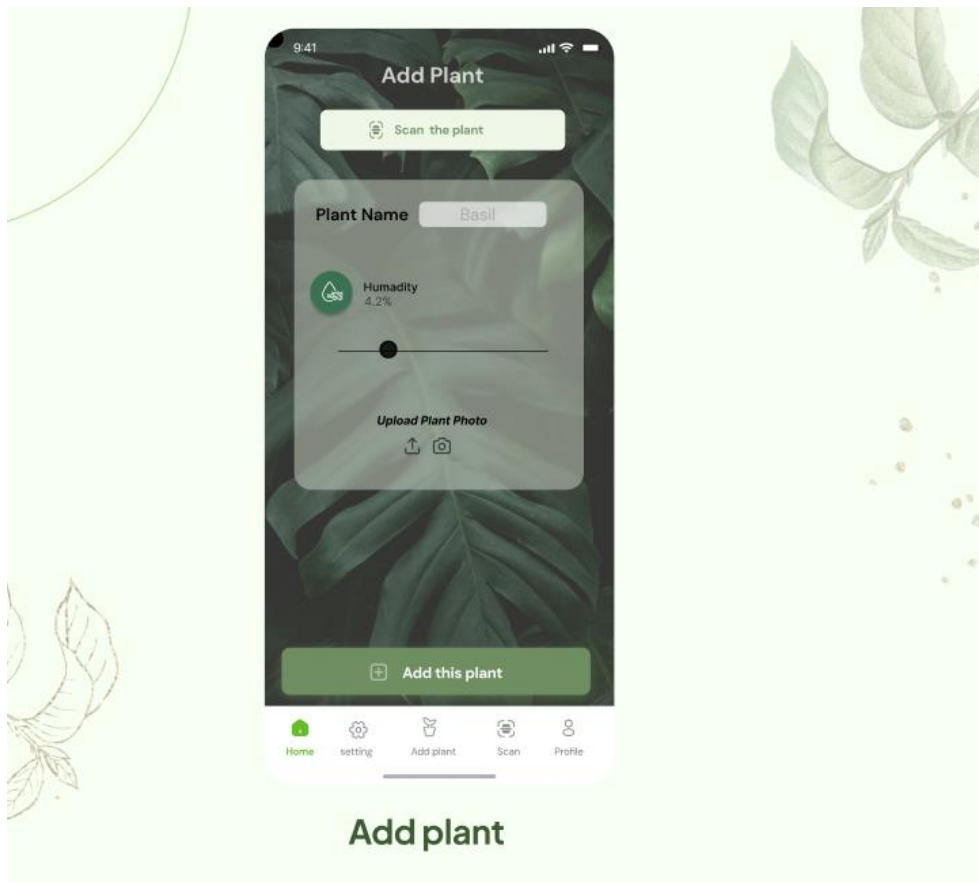 9:41
Add Plant
Scan the plant
Plant Name Basil
Humadity
4.2%
Upload Plant Photo
Add this plant
Home setting Add plant Scan Profile
Add plant